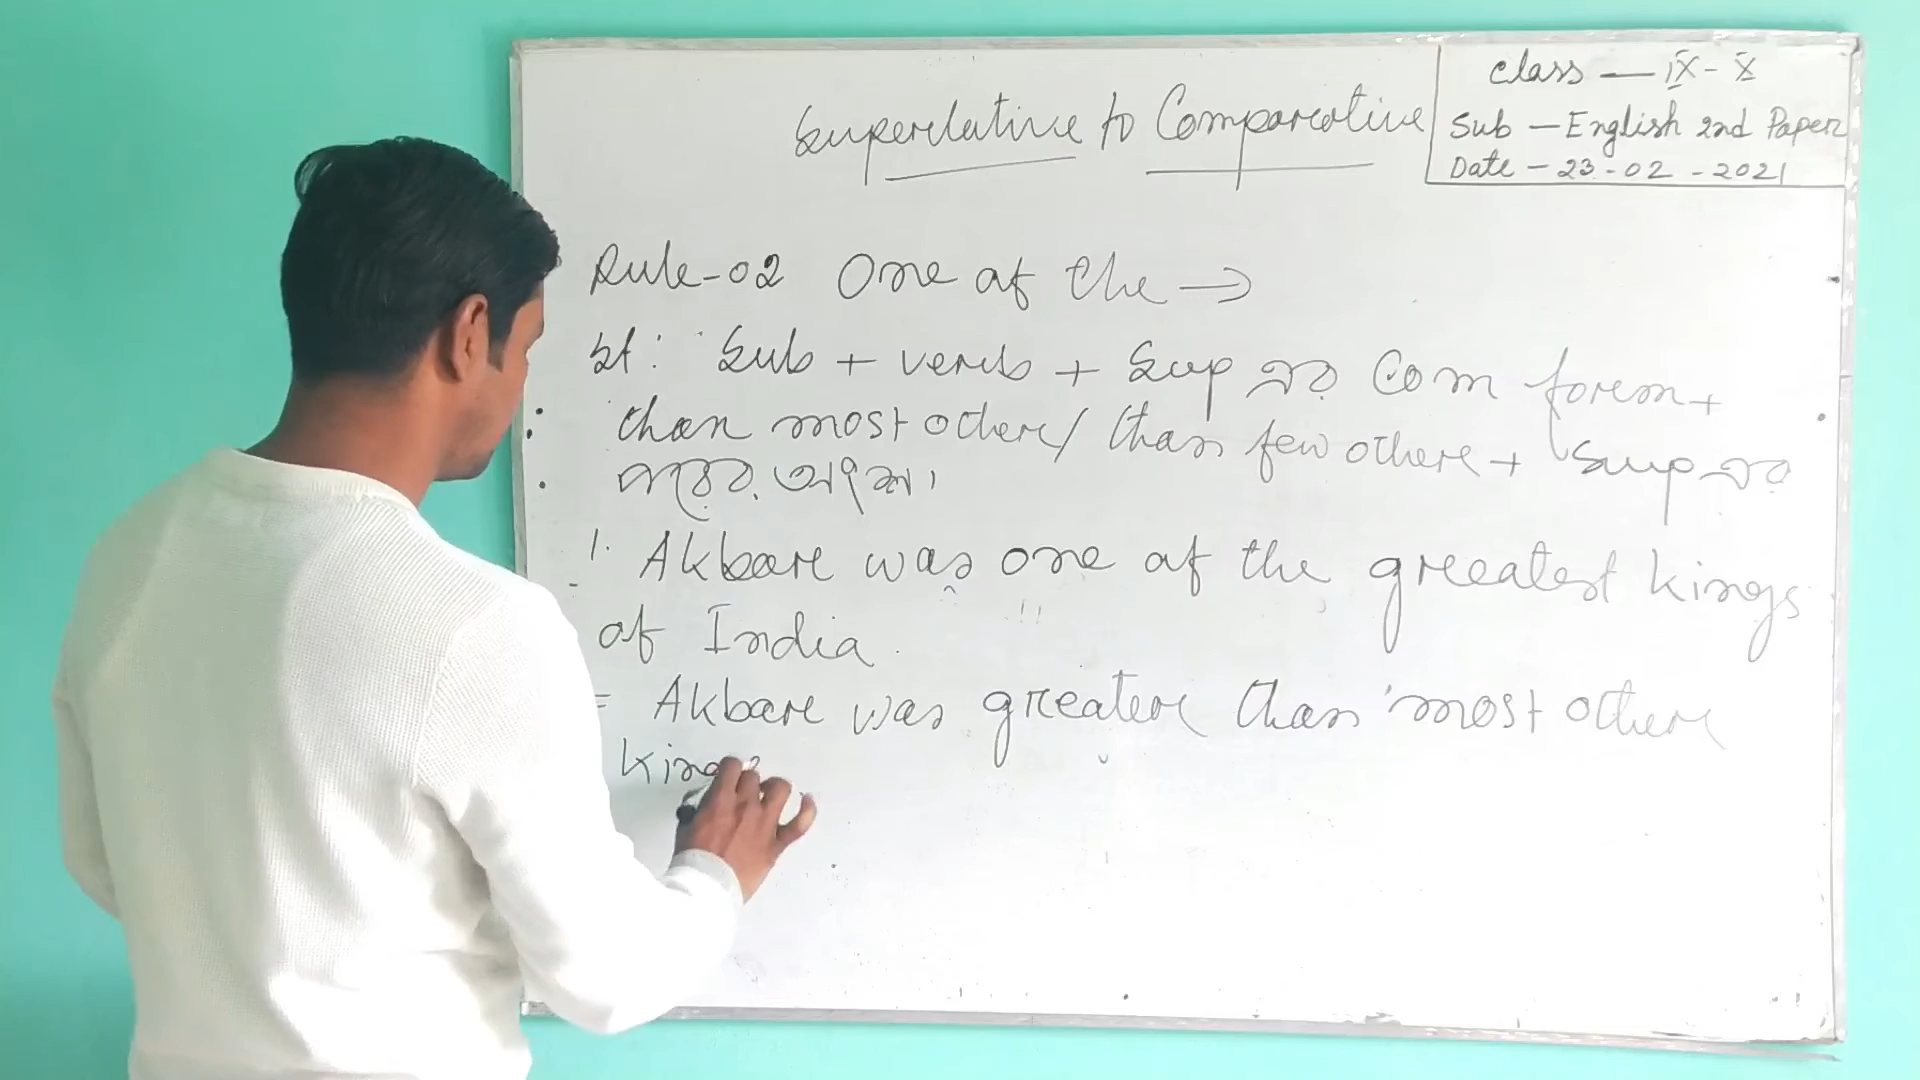 Class — IX - X
Sub — English 2nd Paper
Date — 23-02-2021
Superlative to Comparative
Rule-02 One of the →
St: Sub + verb + Sup এর Com form +
than most other / than few other + Sup এর
পরের অংশ।
1. Akbar was one of the greatest kings
of India.
= Akbar was greater than most other
kings